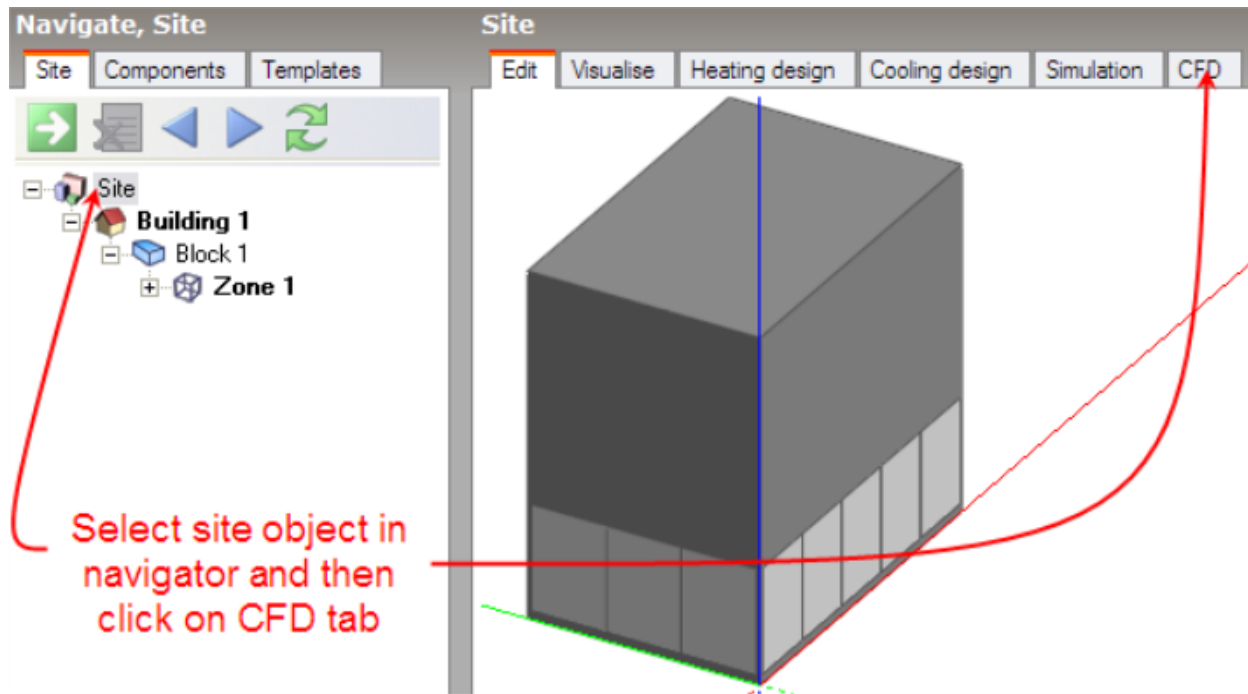 Navigate, Site
Site
Site Components Templates
Edit Visualise Heating design Cooling design Simulation CFD
Site
Building 1
Block 1
Zone 1
Select site object in
navigator and then
click on CFD tab